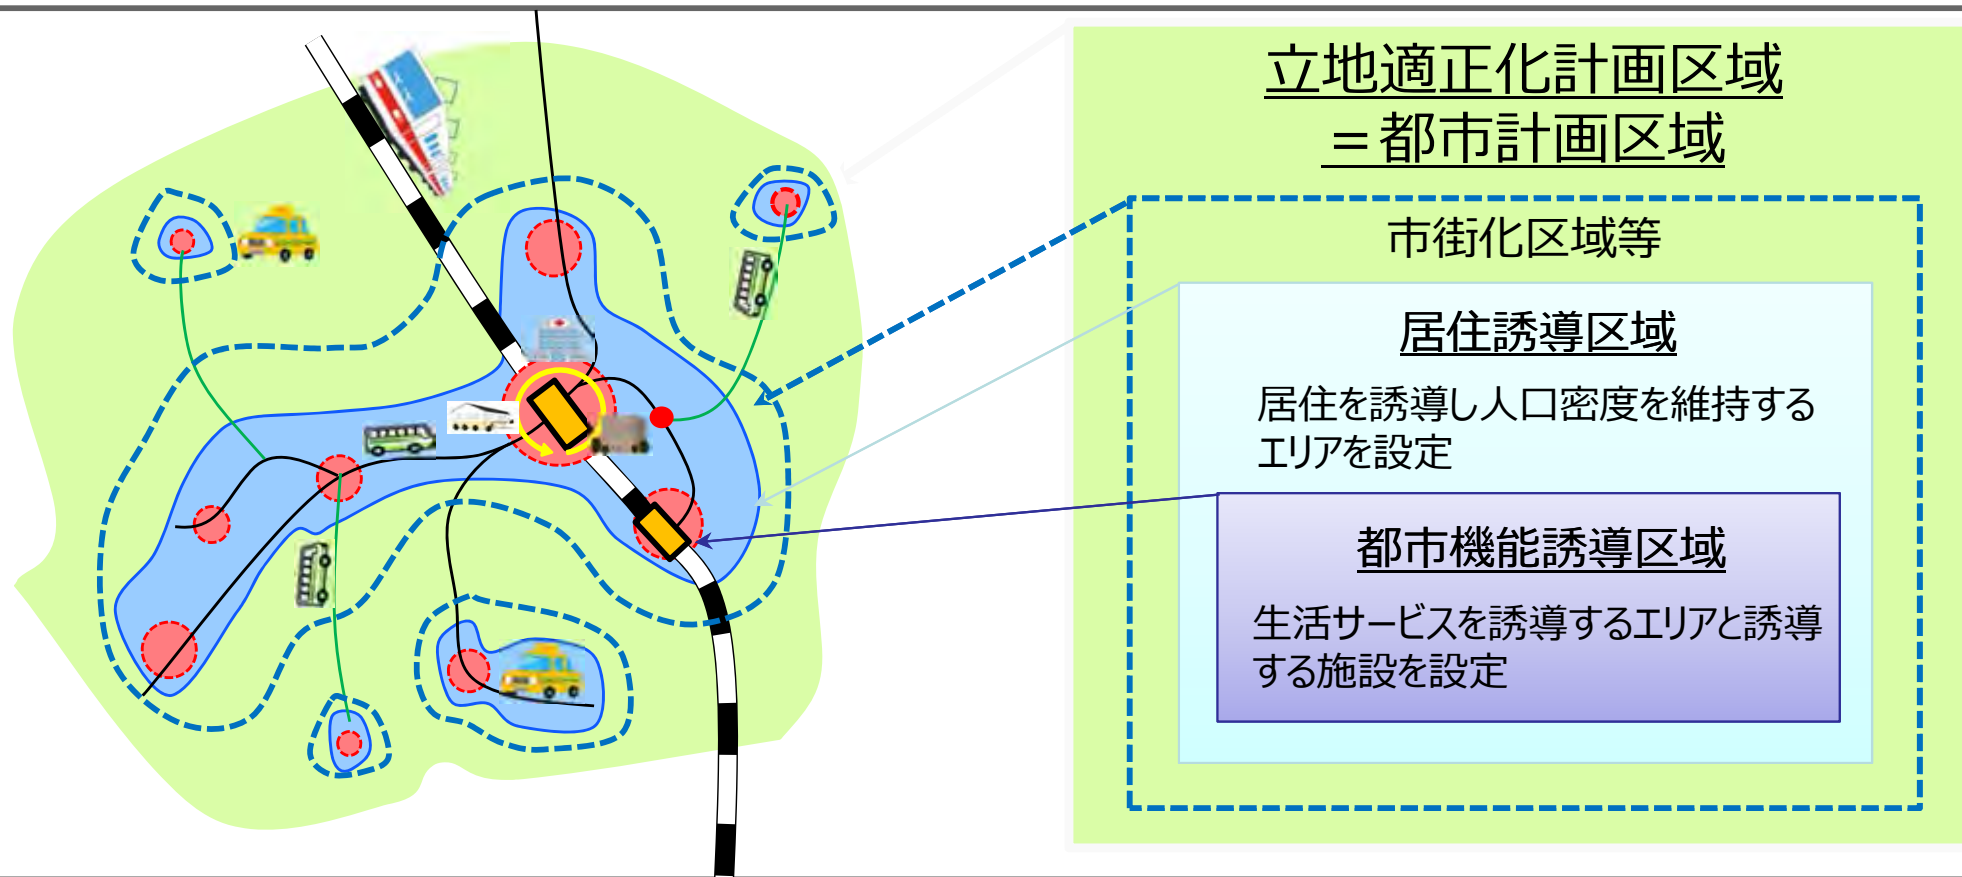 立地適正化計画区域
＝都市計画区域
市街化区域等
居住誘導区域
居住を誘導し人口密度を維持する
エリアを設定
都市機能誘導区域
生活サービスを誘導するエリアと誘導
する施設を設定